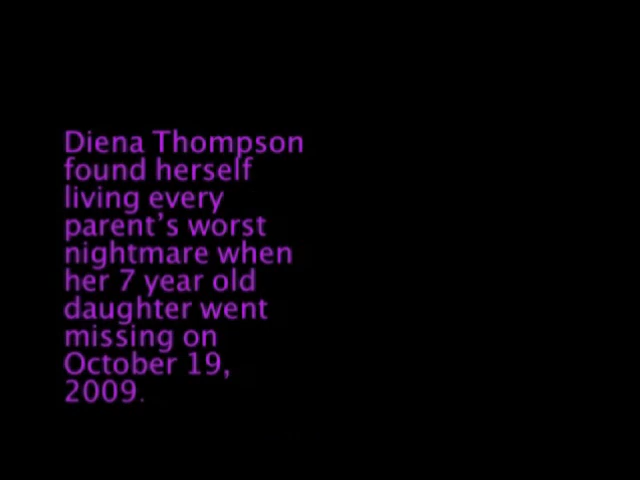 Diena Thompson
found herself
living every
parent’s worst
nightmare when
her 7 year old
daughter went
missing on
October 19,
2009.